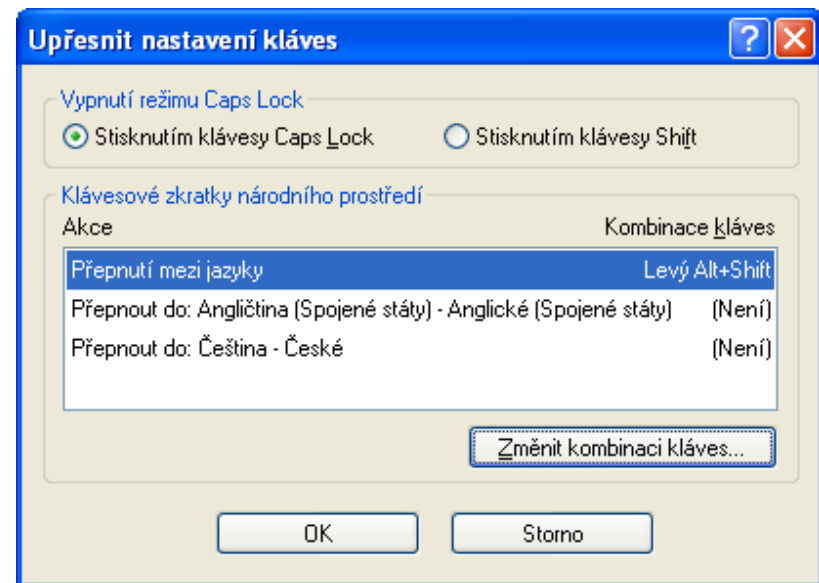 Upřesnit nastavení kláves
Vypnutí režimu Caps Lock
Stisknutím klávesy Caps Lock Stisknutím klávesy Shift
Klávesové zkratky národního prostředí
Akce Kombinace kláves
Přepnutí mezi jazyky Levý Alt+Shift
Přepnout do: Angličtina (Spojené státy) - Anglické (Spojené státy) (Není)
Přepnout do: Čeština - České (Není)
Změnit kombinaci kláves...
OK Storno